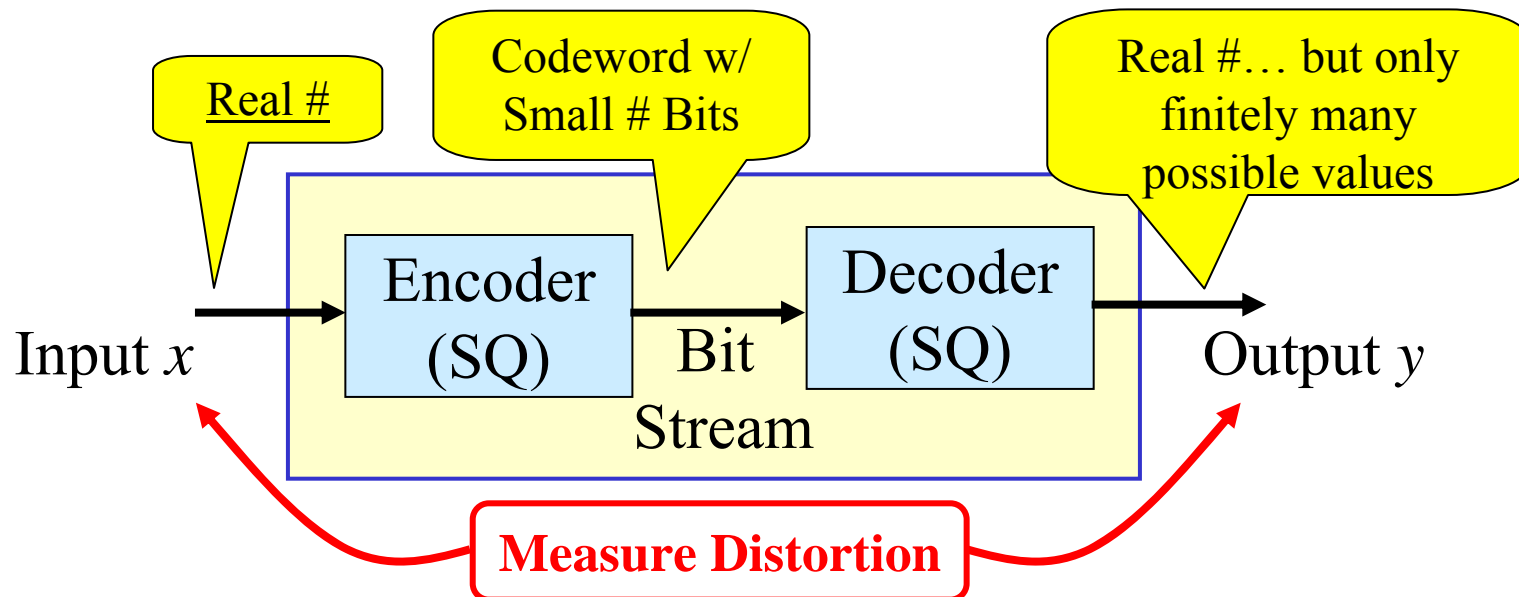 Real #
Codeword w/
Small # Bits
Real #… but only
finitely many
possible values
Input x
Encoder
(SQ)
Bit
Stream
Decoder
(SQ)
Output y
Measure Distortion